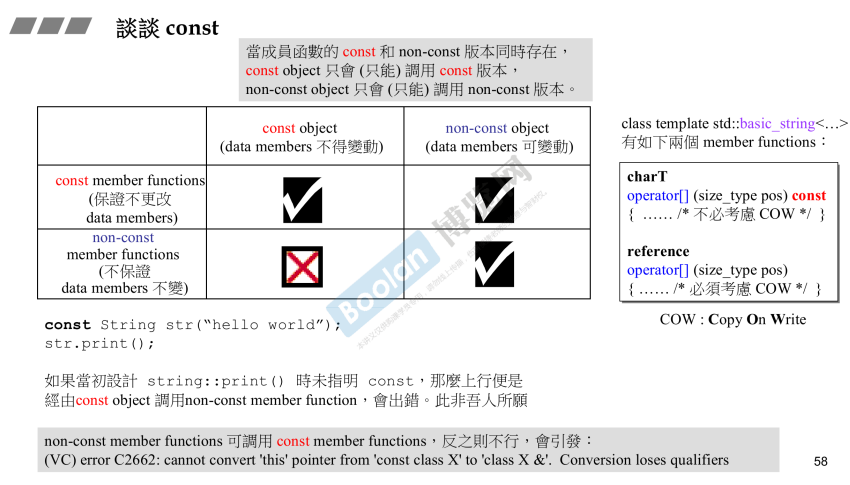 談談 const
當成員函數的 const 和 non-const 版本同時存在，
const object 只會 (只能) 調用 const 版本，
non-const object 只會 (只能) 調用 non-const 版本。
const object
(data members 不得變動)
non-const object
(data members 可變動)
const member functions
(保證不更改
data members)
non-const
member functions
(不保證
data members 不變)
class template std::basic_string<…>
有如下兩個 member functions：
charT
operator[] (size_type pos) const
{ …… /* 不必考慮 COW */ }
reference
operator[] (size_type pos)
{ …… /* 必須考慮 COW */ }
COW : Copy On Write
const String str(“hello world”);
str.print();
如果當初設計 string::print() 時未指明 const，那麼上行便是
經由const object 調用non-const member function，會出錯。此非吾人所願
non-const member functions 可調用 const member functions，反之則不行，會引發：
(VC) error C2662: cannot convert 'this' pointer from 'const class X' to 'class X &'. Conversion loses qualifiers
58
Boolan
博览网